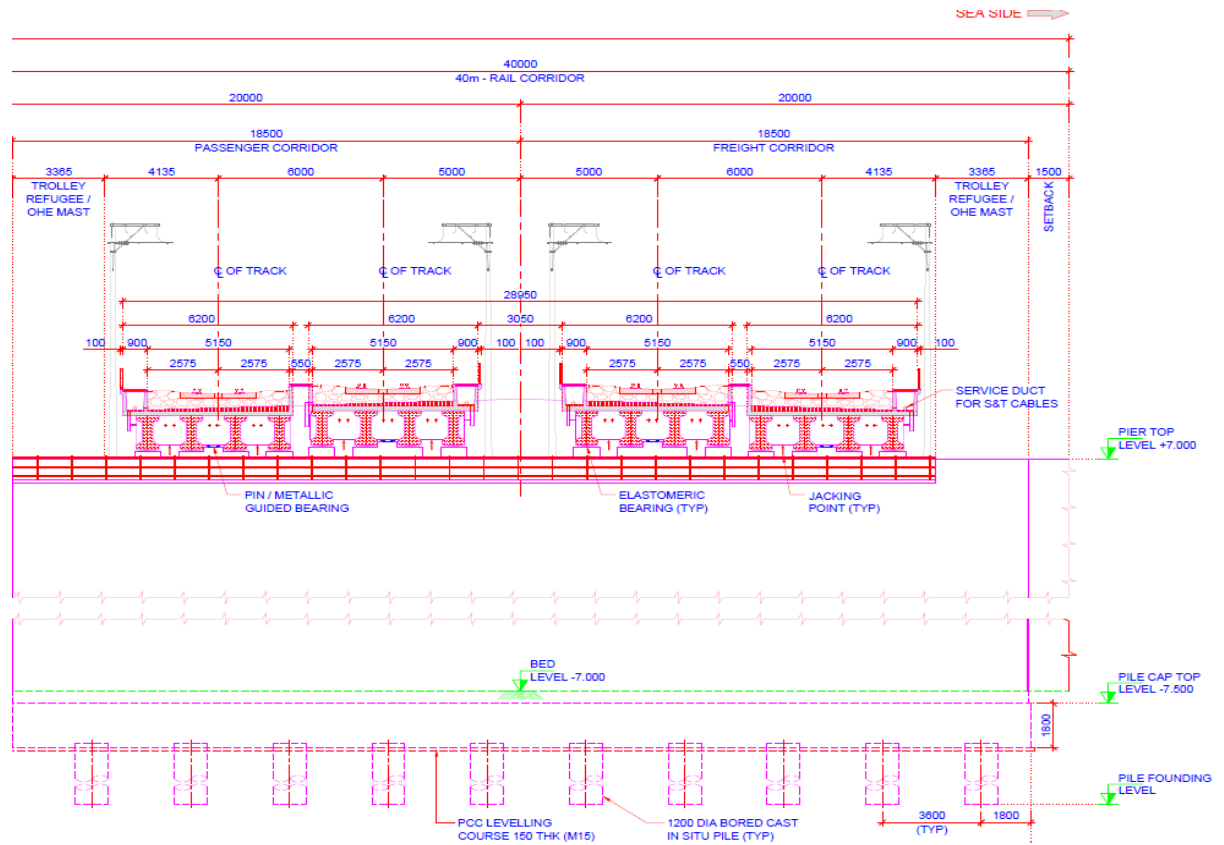 SEA SIDE
40000
40m - RAIL CORRIDOR
20000 20000
18500 18500
PASSENGER CORRIDOR FREIGHT CORRIDOR
3365 4135 6000 5000 5000 6000 4135 3365 1500
TROLLEY
REFUGEE /
OHE MAST
TROLLEY
REFUGEE /
OHE MAST
SETBACK
℄ OF TRACK ℄ OF TRACK ℄ OF TRACK ℄ OF TRACK
28950
6200 6200 3050 6200 6200
100 900 5150 5150 900 100 100 900 5150 5150 900 100
2575 2575 550 2575 2575 2575 2575 550 2575 2575
SERVICE DUCT
FOR S&T CABLES
PIER TOP
LEVEL +7.000
PIN / METALLIC
GUIDED BEARING
ELASTOMERIC
BEARING (TYP)
JACKING
POINT (TYP)
BED
LEVEL -7.000
PILE CAP TOP
LEVEL -7.500
1800
PILE FOUNDING
LEVEL
PCC LEVELLING
COURSE 150 THK (M15)
1200 DIA BORED CAST
IN SITU PILE (TYP)
3600
(TYP)
1800